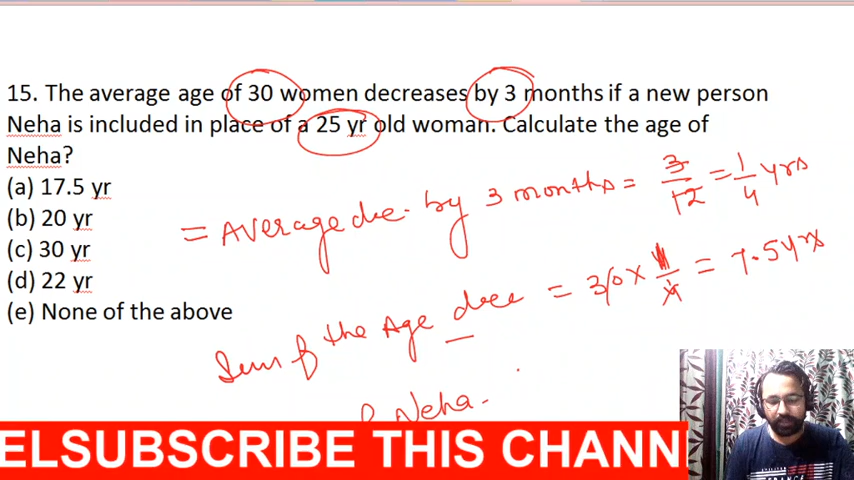 15. The average age of 30 women decreases by 3 months if a new person
Neha is included in place of a 25 yr old woman. Calculate the age of
Neha?
(a) 17.5 yr
(b) 20 yr
(c) 30 yr
(d) 22 yr
(e) None of the above
= Average dec. by 3 months = 3/12 = 1/4 yrs
Sum of the Age dec = 30 x 1/4 = 7.5 yrs
Neha.
ELSUBSCRIBE THIS CHANN